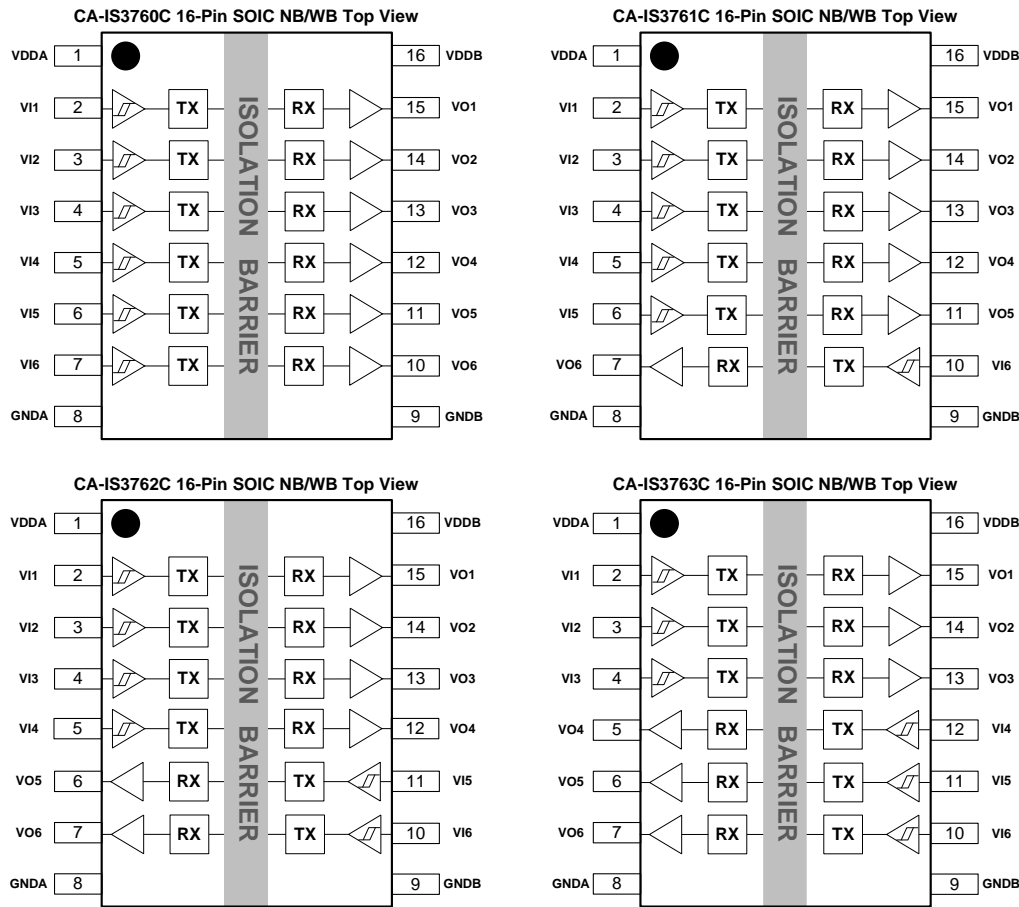 CA-IS3760C 16-Pin SOIC NB/WB Top View
VDDA 1 16 VDDB
VI1 2 TX RX 15 VO1
VI2 3 TX RX 14 VO2
VI3 4 TX RX 13 VO3
VI4 5 TX RX 12 VO4
VI5 6 TX RX 11 VO5
VI6 7 TX RX 10 VO6
GNDA 8 9 GNDB
ISOLATION BARRIER
CA-IS3761C 16-Pin SOIC NB/WB Top View
VDDA 1 16 VDDB
VI1 2 TX RX 15 VO1
VI2 3 TX RX 14 VO2
VI3 4 TX RX 13 VO3
VI4 5 TX RX 12 VO4
VI5 6 TX RX 11 VO5
VO6 7 RX TX 10 VI6
GNDA 8 9 GNDB
ISOLATION BARRIER
CA-IS3762C 16-Pin SOIC NB/WB Top View
VDDA 1 16 VDDB
VI1 2 TX RX 15 VO1
VI2 3 TX RX 14 VO2
VI3 4 TX RX 13 VO3
VI4 5 TX RX 12 VO4
VO5 6 RX TX 11 VI5
VO6 7 RX TX 10 VI6
GNDA 8 9 GNDB
ISOLATION BARRIER
CA-IS3763C 16-Pin SOIC NB/WB Top View
VDDA 1 16 VDDB
VI1 2 TX RX 15 VO1
VI2 3 TX RX 14 VO2
VI3 4 TX RX 13 VO3
VO4 5 RX TX 12 VI4
VO5 6 RX TX 11 VI5
VO6 7 RX TX 10 VI6
GNDA 8 9 GNDB
ISOLATION BARRIER